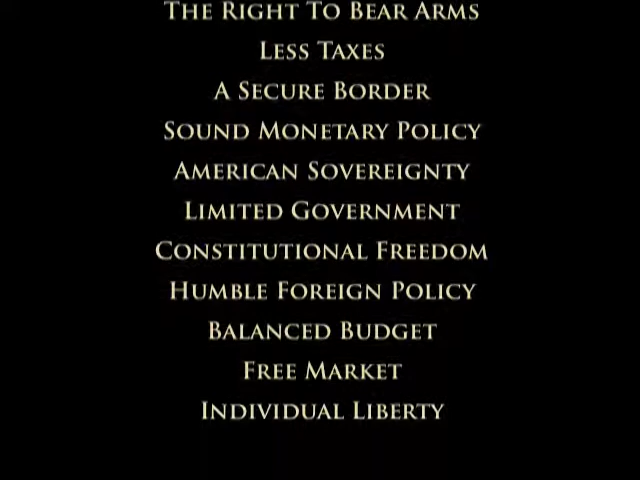 The Right To Bear Arms
Less Taxes
A Secure Border
Sound Monetary Policy
American Sovereignty
Limited Government
Constitutional Freedom
Humble Foreign Policy
Balanced Budget
Free Market
Individual Liberty